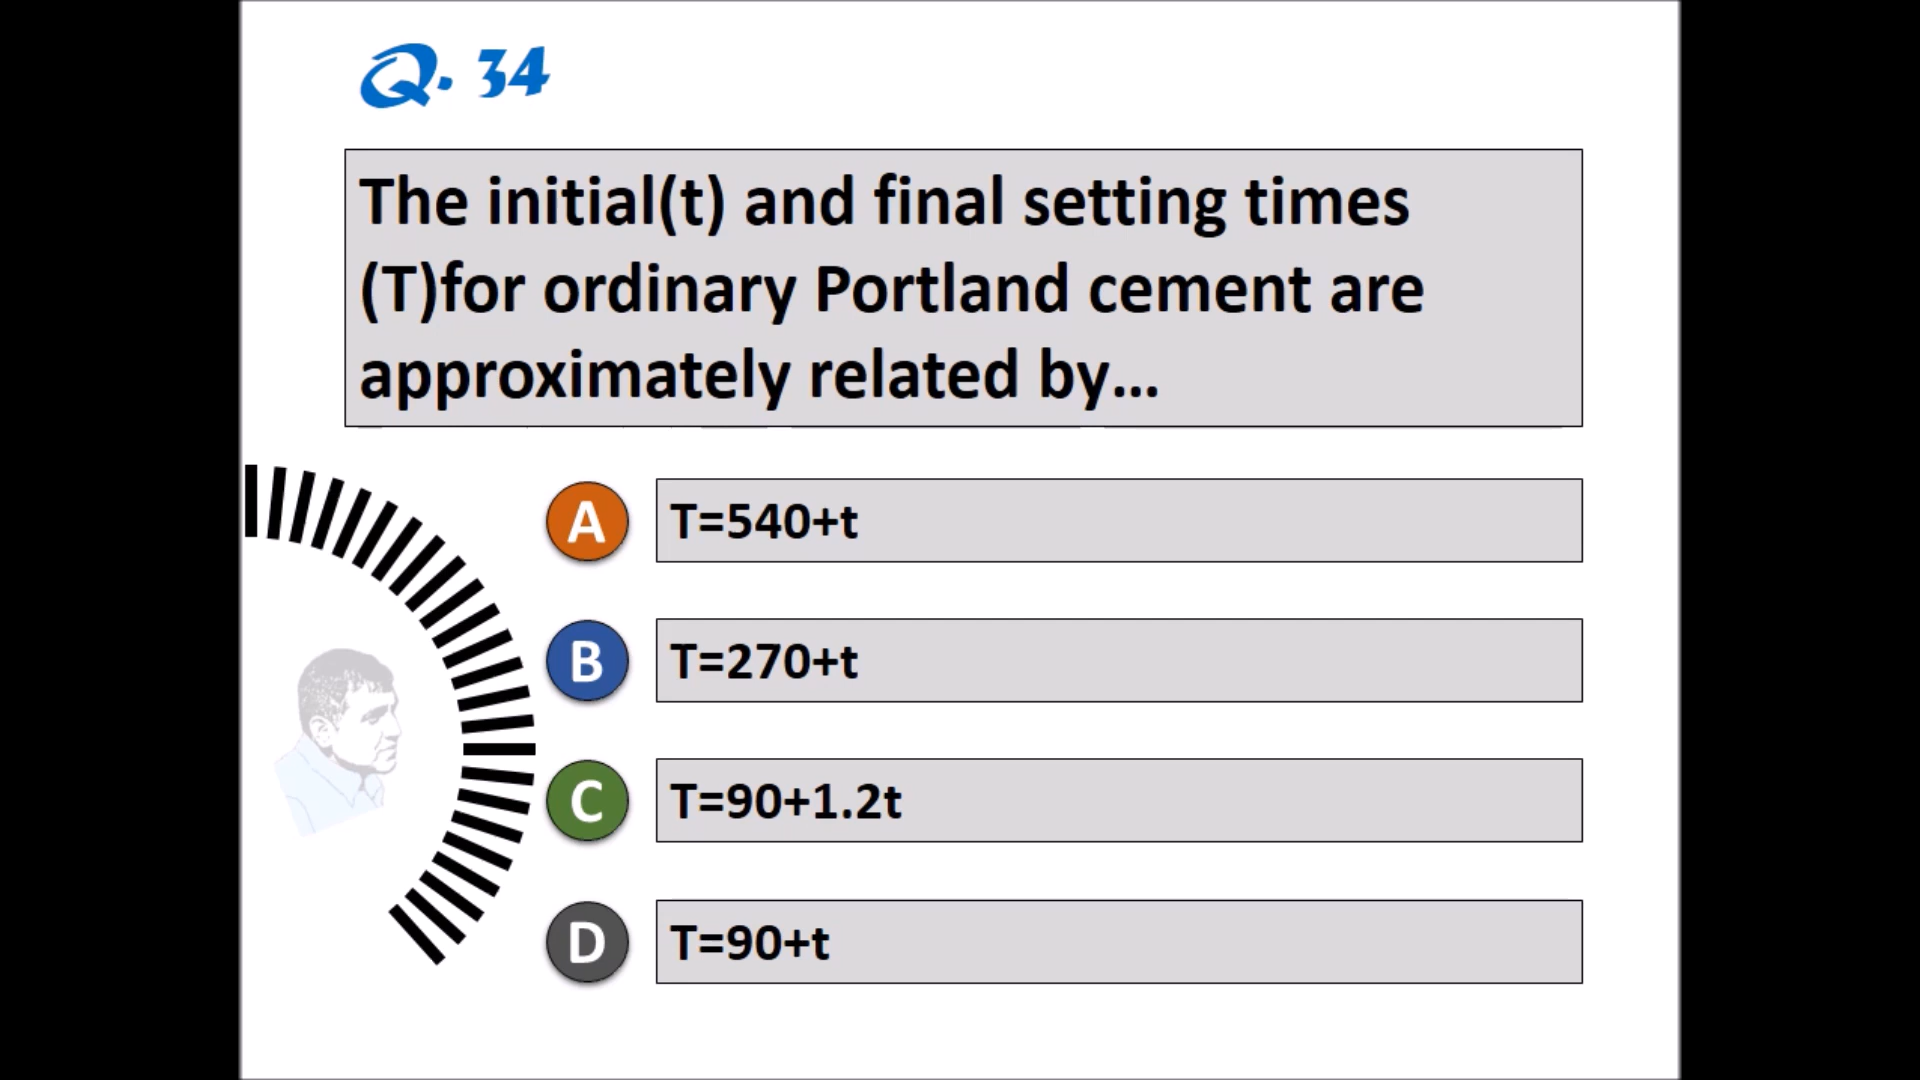 Q. 34
The initial(t) and final setting times
(T)for ordinary Portland cement are
approximately related by...
A T=540+t
B T=270+t
C T=90+1.2t
D T=90+t